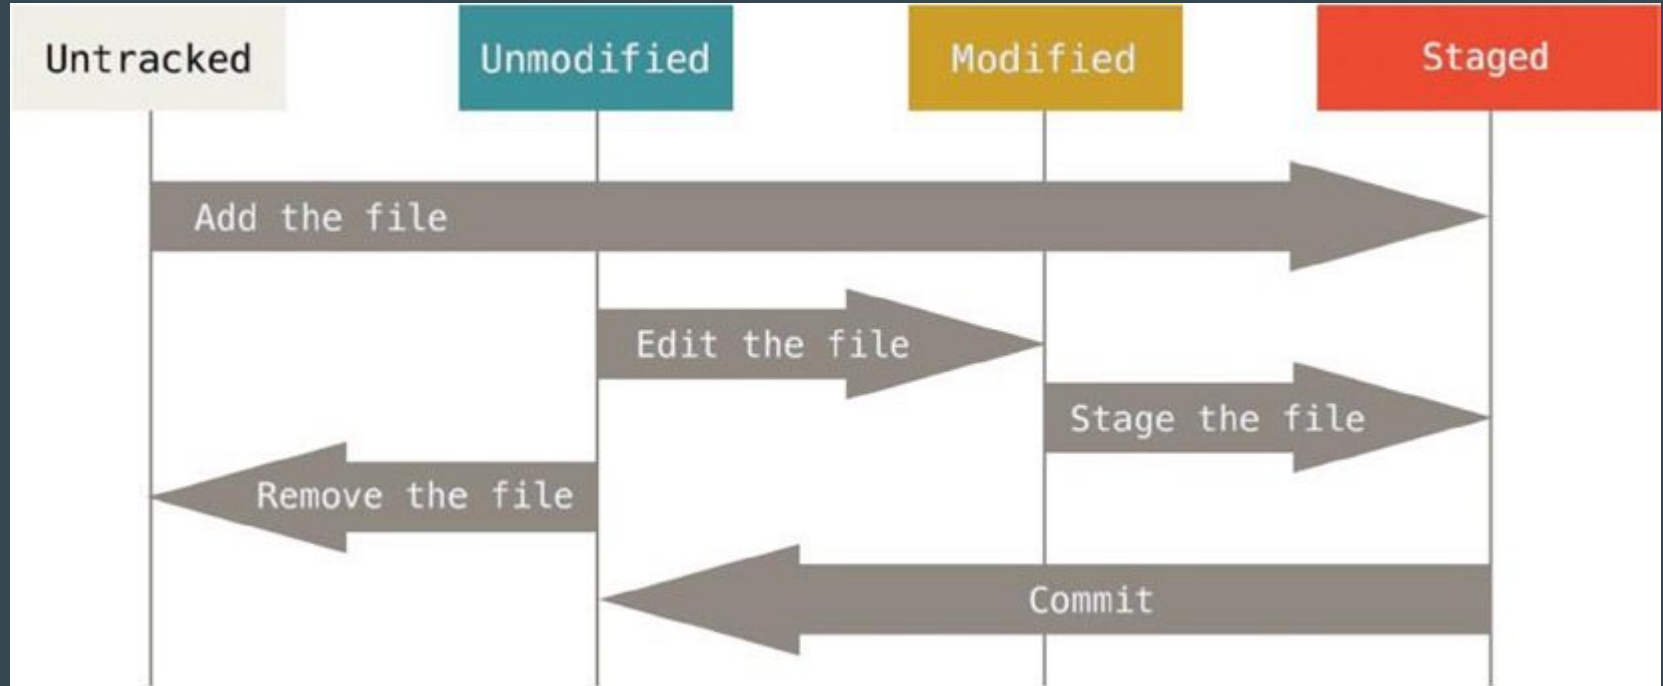 Untracked
Unmodified
Modified
Staged
Add the file
Edit the file
Stage the file
Remove the file
Commit